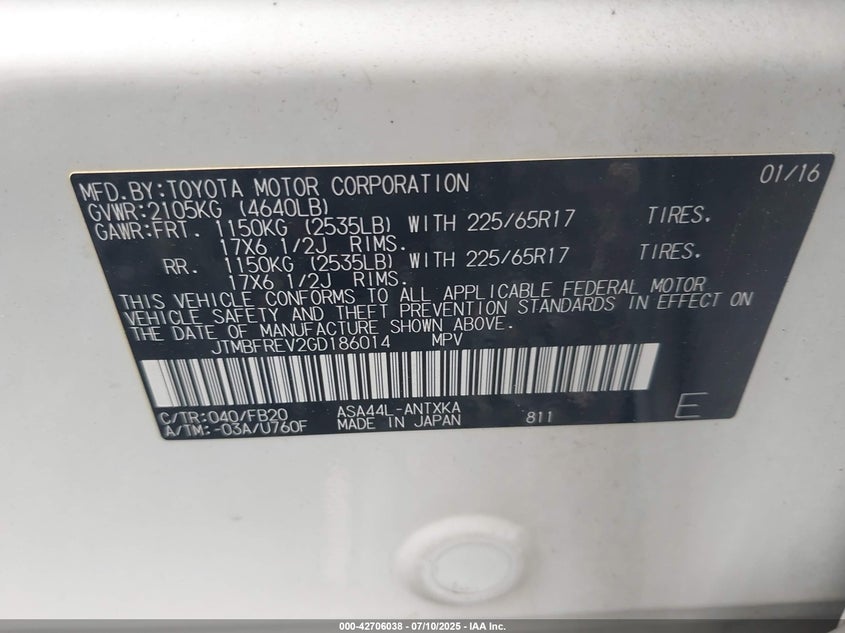 MFD.BY:TOYOTA MOTOR CORPORATION 01/16
GVWR:2105KG (4640LB)
GAWR:FRT. 1150KG (2535LB) WITH 225/65R17 TIRES.
17X6 1/2J RIMS.
RR. 1150KG (2535LB) WITH 225/65R17 TIRES.
17X6 1/2J RIMS.
THIS VEHICLE CONFORMS TO ALL APPLICABLE FEDERAL MOTOR
VEHICLE SAFETY AND THEFT PREVENTION STANDARDS IN EFFECT ON
THE DATE OF MANUFACTURE SHOWN ABOVE.
JTMBFREV2GD186014 MPV
C/TR:040/FB20 ASA44L-ANTXKA
A/TM:-03A/U760F MADE IN JAPAN 811 E
000-42706038 - 07/10/2025 - IAA Inc.